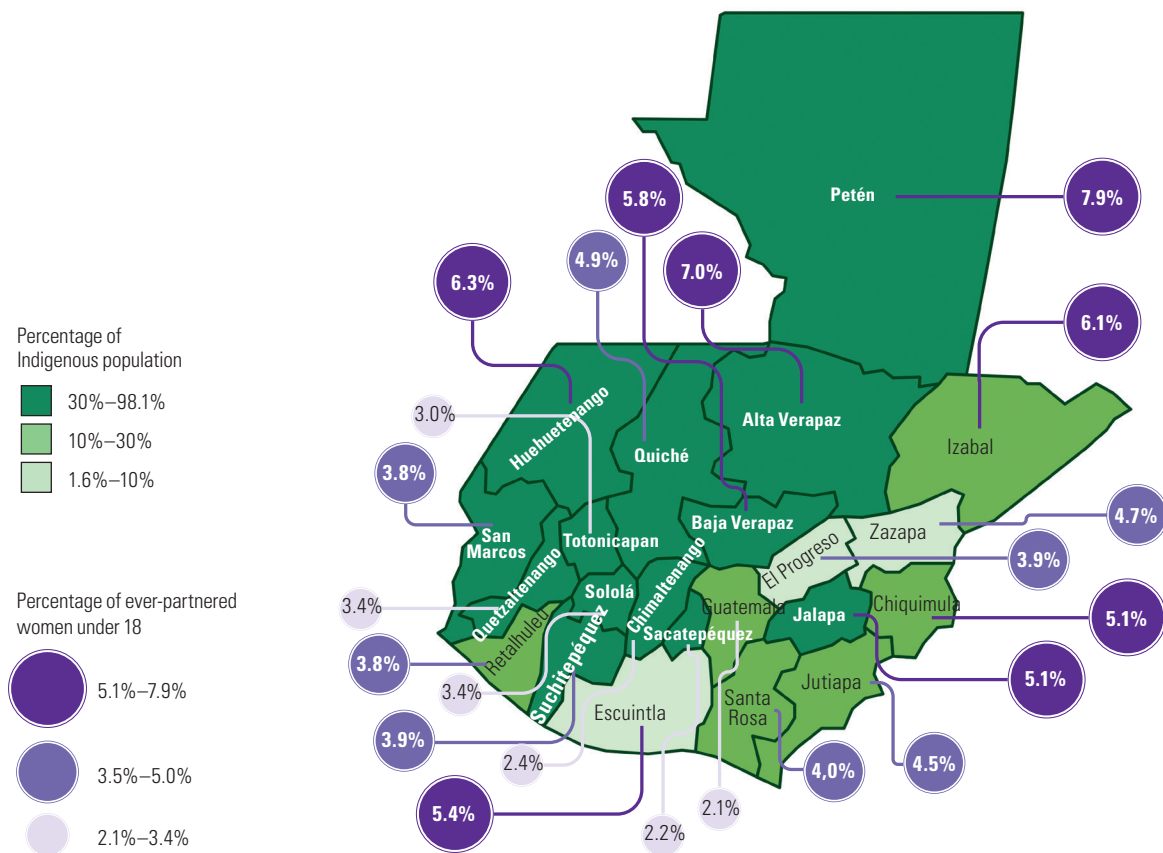 Percentage of
Indigenous population
30%–98.1%
10%–30%
1.6%–10%
Percentage of ever-partnered
women under 18
5.1%–7.9%
3.5%–5.0%
2.1%–3.4%
Petén
7.9%
5.8%
4.9%
7.0%
6.3%
6.1%
3.0%
Huehuetenango
Quiché
Alta Verapaz
Izabal
3.8%
San
Marcos
Totonicapan
Baja Verapaz
El Progreso
Zazapa
4.7%
3.9%
Quetzaltenango
Sololá
Chimaltenango
Guatemala
Sacatepéquez
Jalapa
Chiquimula
5.1%
3.4%
Retalhuleu
Suchitepéquez
3.8%
3.4%
Escuintla
Santa
Rosa
Jutiapa
5.1%
3.9%
2.4%
4,0%
4.5%
5.4%
2.2%
2.1%